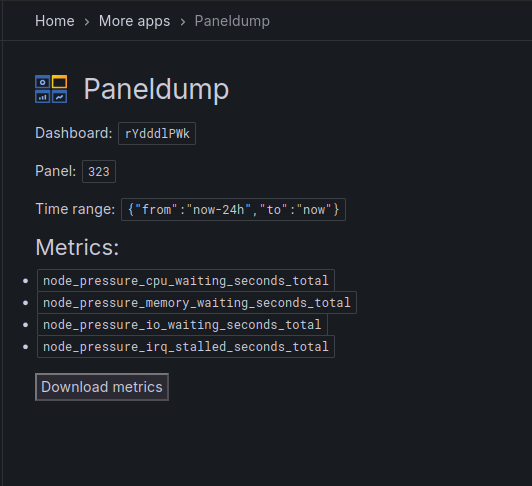 Home › More apps › Paneldump
Paneldump
Dashboard: rYdddlPWk
Panel: 323
Time range: {"from":"now-24h","to":"now"}
Metrics:
• node_pressure_cpu_waiting_seconds_total
• node_pressure_memory_waiting_seconds_total
• node_pressure_io_waiting_seconds_total
• node_pressure_irq_stalled_seconds_total
Download metrics